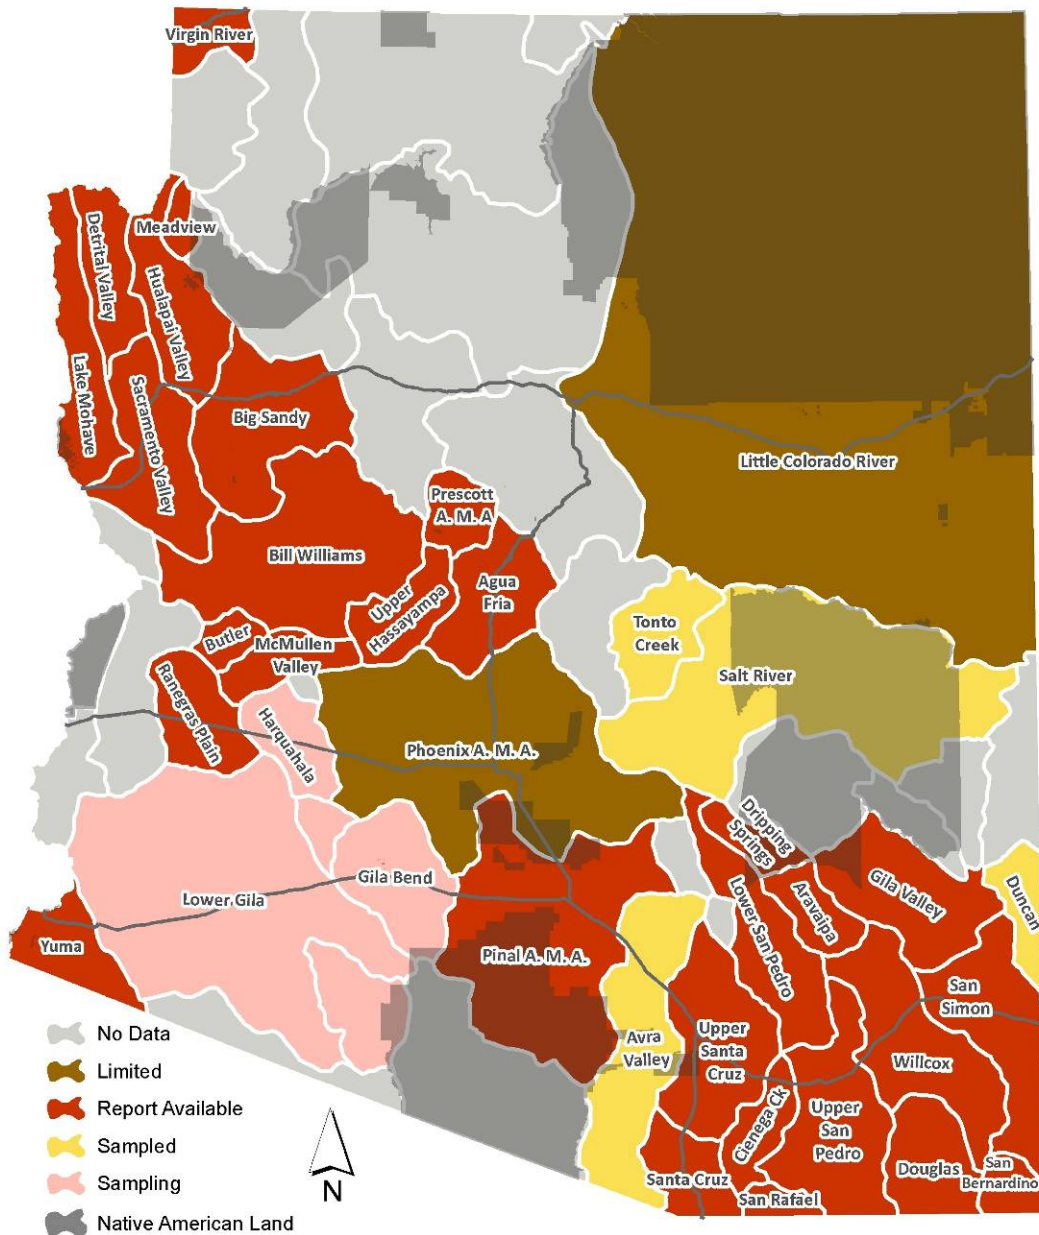 Virgin River
Meadview
Detrital Valley
Hualapai Valley
Lake Mohave
Sacramento Valley
Big Sandy
Little Colorado River
Prescott
A. M. A
Bill Williams
Upper
Hassayampa
Agua
Fria
Tonto
Creek
Butler
McMullen
Valley
Salt River
Ranegras Plain
Harquahala
Phoenix A. M. A.
Dripping
Springs
Gila Bend
Lower Gila
Lower San Pedro
Aravaipa
Gila Valley
Duncan
Yuma
Pinal A. M. A.
San
Simon
Avra
Valley
Upper
Santa
Cruz
Willcox
Cienega Ck
Upper
San
Pedro
Douglas
San
Bernardino
Santa Cruz
San Rafael
No Data
Limited
Report Available
Sampled
Sampling
Native American Land
N